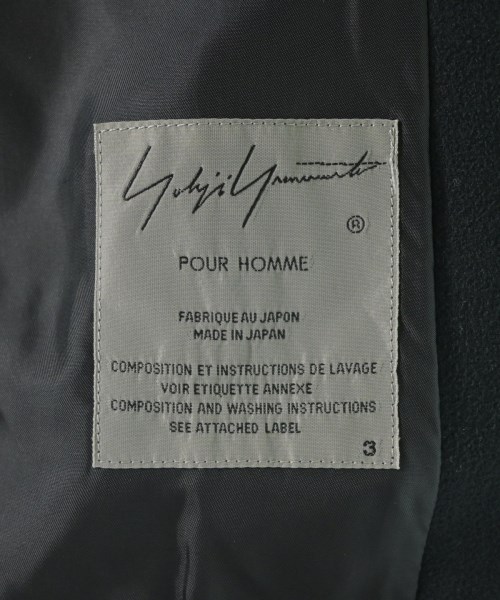 Yohji Yamamoto
®
POUR HOMME
FABRIQUE AU JAPON
MADE IN JAPAN
COMPOSITION ET INSTRUCTIONS DE LAVAGE
VOIR ETIQUETTE ANNEXE
COMPOSITION AND WASHING INSTRUCTIONS
SEE ATTACHED LABEL
3